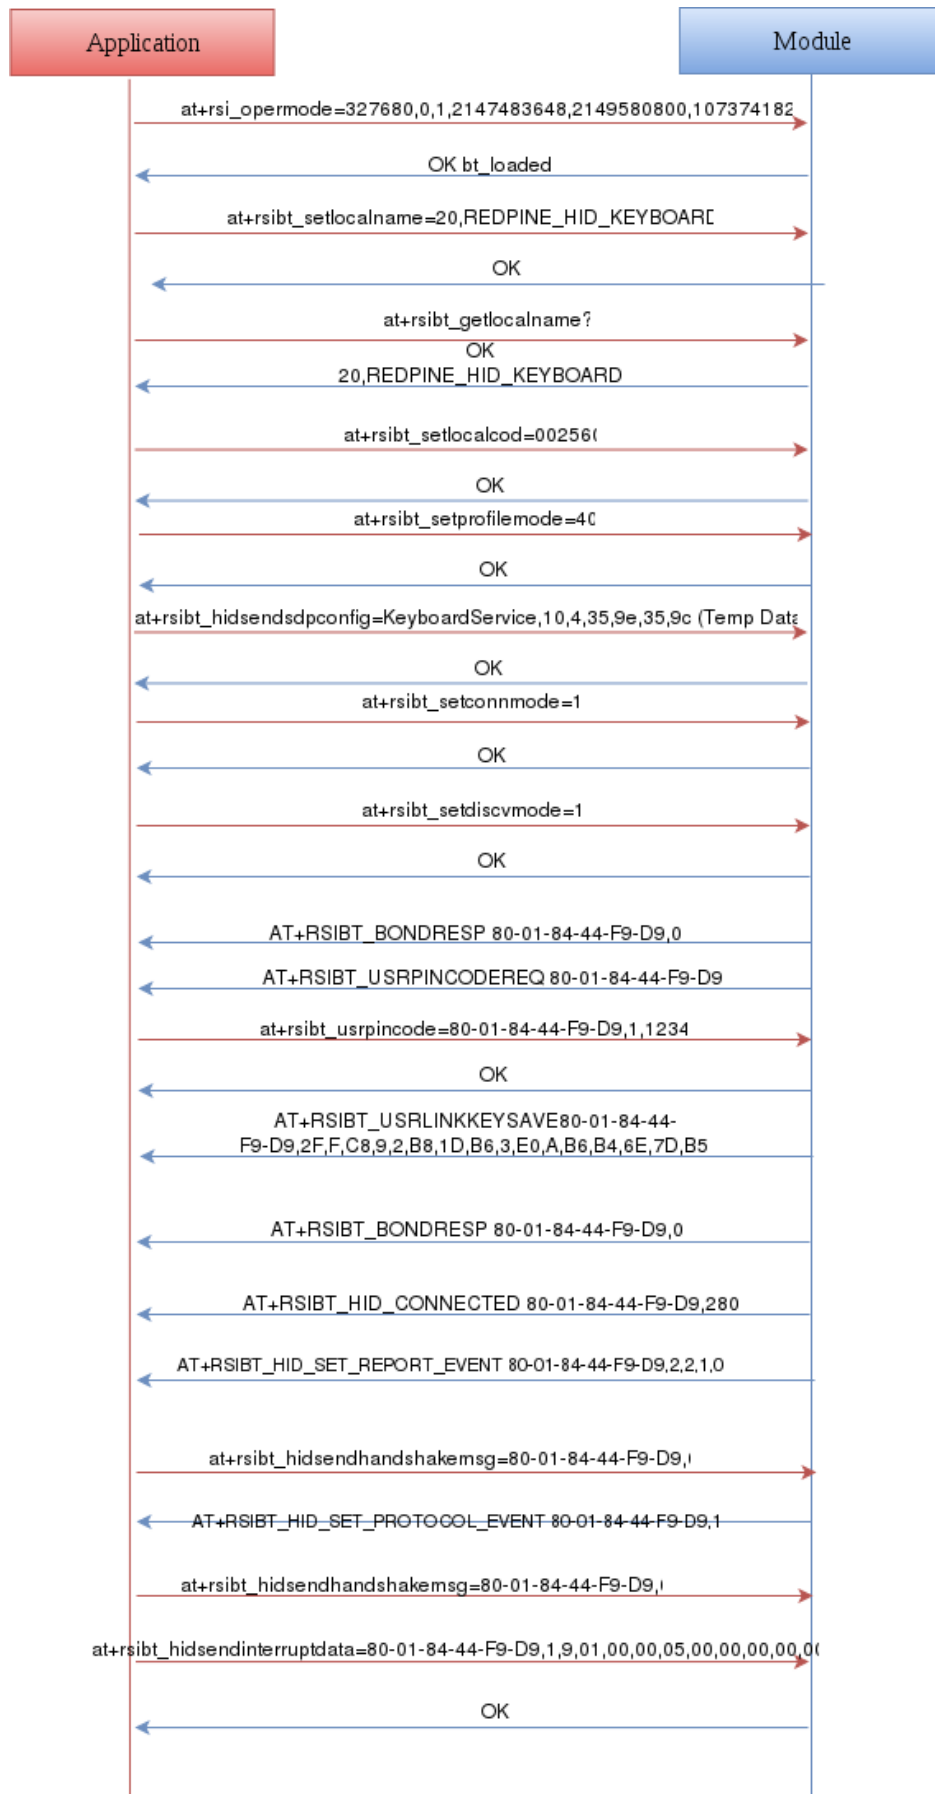 Application
Module
at+rsi_opermode=327680,0,1,2147483648,2149580800,107374182
OK bt_loaded
at+rsibt_setlocalname=20,REDPINE_HID_KEYBOARD
OK
at+rsibt_getlocalname?
OK
20,REDPINE_HID_KEYBOARD
at+rsibt_setlocalcod=002560
OK
at+rsibt_setprofilemode=40
OK
at+rsibt_hidsendsdpconfig=KeyboardService,10,4,35,9e,35,9c (Temp Data
OK
at+rsibt_setconnmode=1
OK
at+rsibt_setdiscvmode=1
OK
AT+RSIBT_BONDRESP 80-01-84-44-F9-D9,0
AT+RSIBT_USRPINCODEREQ 80-01-84-44-F9-D9
at+rsibt_usrpincode=80-01-84-44-F9-D9,1,1234
OK
AT+RSIBT_USRLINKKEYSAVE80-01-84-44-
F9-D9,2F,F,C8,9,2,B8,1D,B6,3,E0,A,B6,B4,6E,7D,B5
AT+RSIBT_BONDRESP 80-01-84-44-F9-D9,0
AT+RSIBT_HID_CONNECTED 80-01-84-44-F9-D9,280
AT+RSIBT_HID_SET_REPORT_EVENT 80-01-84-44-F9-D9,2,2,1,0
at+rsibt_hidsendhandshakemsg=80-01-84-44-F9-D9,
AT+RSIBT_HID_SET_PROTOCOL_EVENT 80-01-84-44-F9-D9,1
at+rsibt_hidsendhandshakemsg=80-01-84-44-F9-D9,
at+rsibt_hidsendinterruptdata=80-01-84-44-F9-D9,1,9,01,00,00,05,00,00,00,00,00
OK